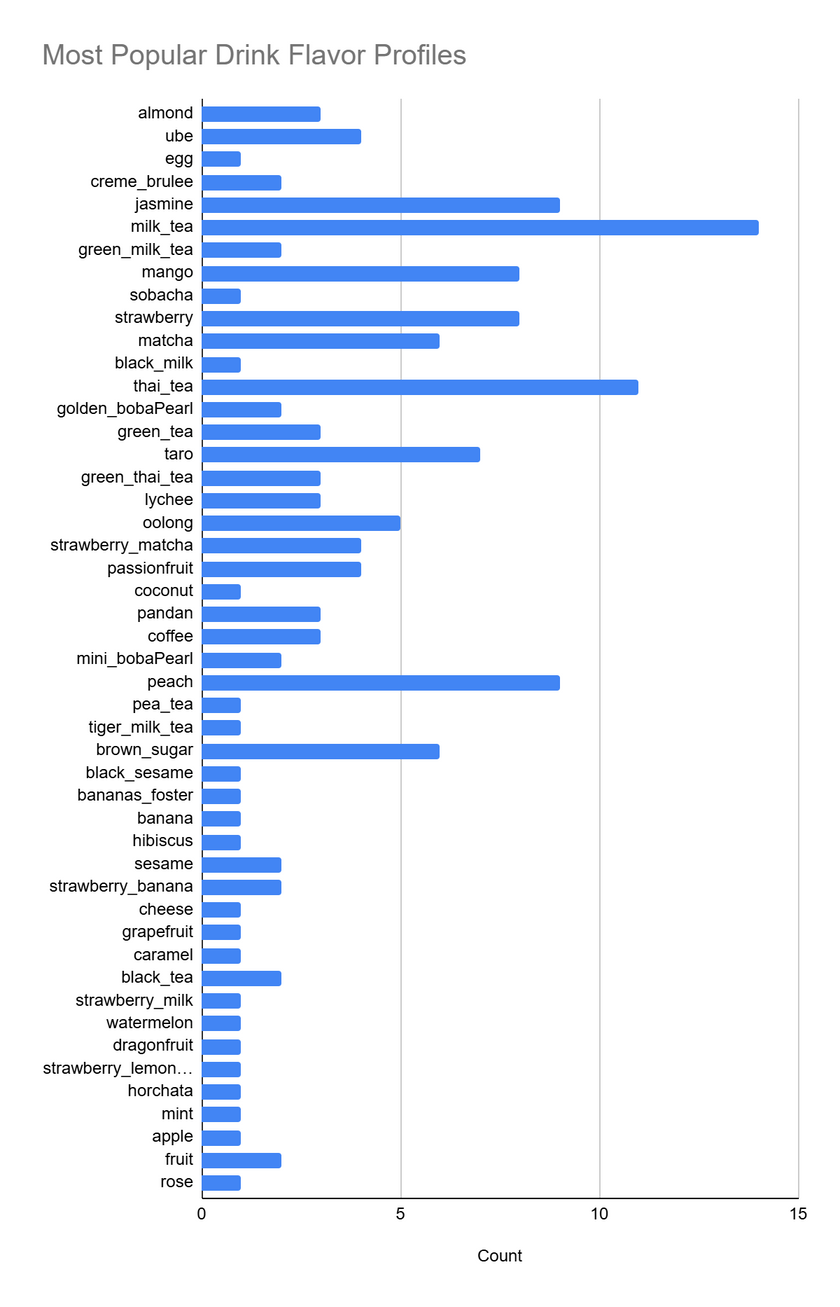 Most Popular Drink Flavor Profiles
almond
ube
egg
creme_brulee
jasmine
milk_tea
green_milk_tea
mango
sobacha
strawberry
matcha
black_milk
thai_tea
golden_bobaPearl
green_tea
taro
green_thai_tea
lychee
oolong
strawberry_matcha
passionfruit
coconut
pandan
coffee
mini_bobaPearl
peach
pea_tea
tiger_milk_tea
brown_sugar
black_sesame
bananas_foster
banana
hibiscus
sesame
strawberry_banana
cheese
grapefruit
caramel
black_tea
strawberry_milk
watermelon
dragonfruit
strawberry_lemon…
horchata
mint
apple
fruit
rose
0 5 10 15
Count